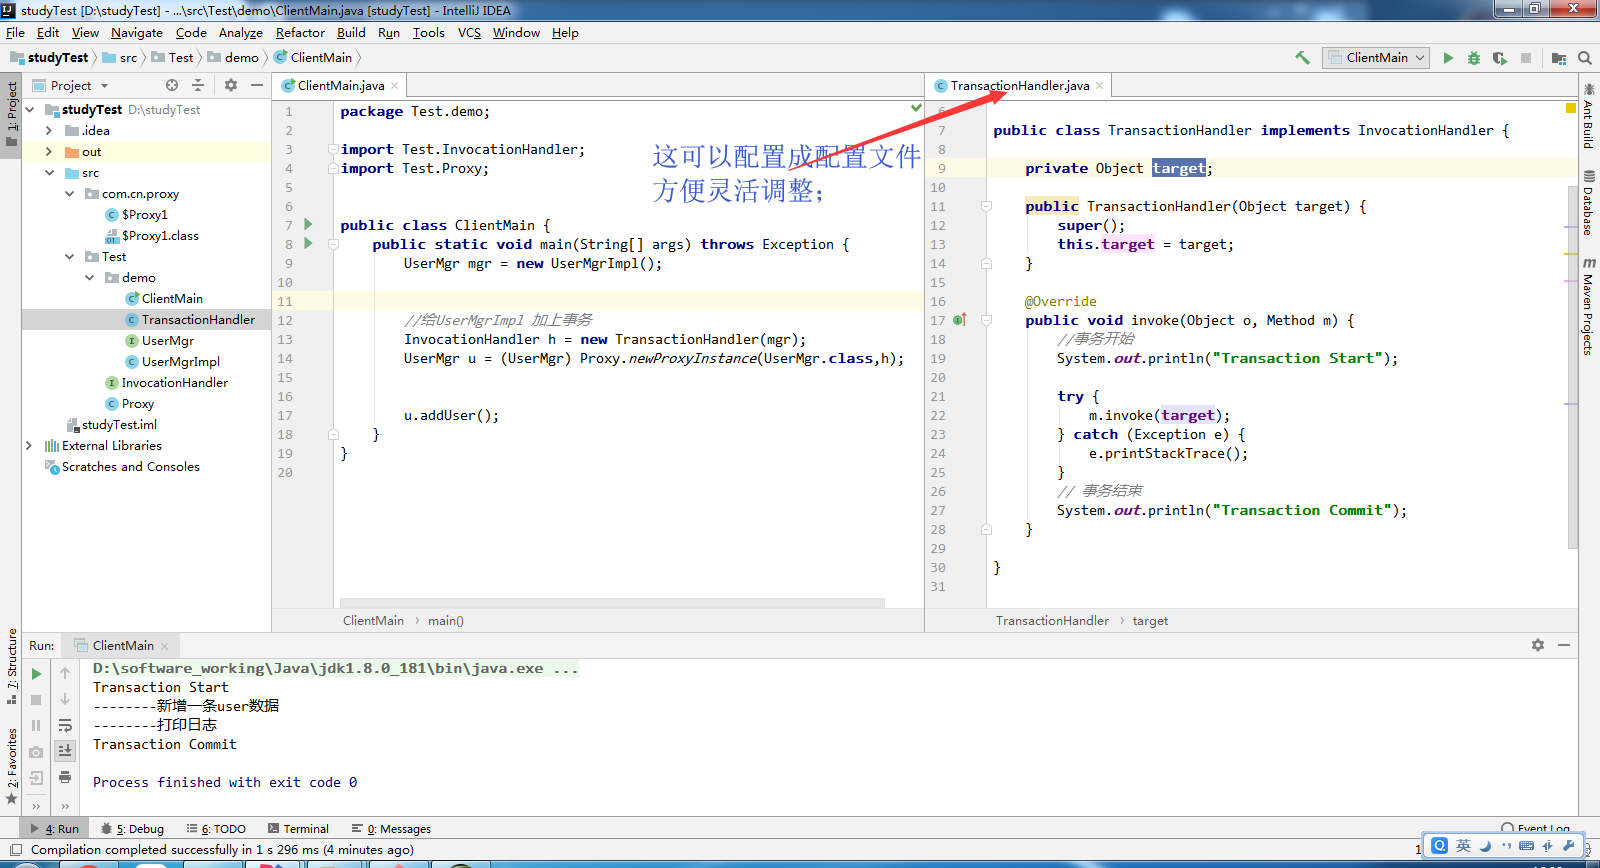 studyTest [D:\studyTest] - ...\src\Test\demo\ClientMain.java [studyTest] - IntelliJ IDEA
File Edit View Navigate Code Analyze Refactor Build Run Tools VCS Window Help
studyTest src Test demo ClientMain
ClientMain
Project
ClientMain.java
TransactionHandler.java
1: Project
studyTest D:\studyTest
.idea
out
src
com.cn.proxy
$Proxy1
$Proxy1.class
Test
demo
ClientMain
TransactionHandler
UserMgr
UserMgrImpl
InvocationHandler
Proxy
studyTest.iml
External Libraries
Scratches and Consoles
1 package Test.demo;
2
3 import Test.InvocationHandler;
4 import Test.Proxy;
5
6
7 public class ClientMain {
8 public static void main(String[] args) throws Exception {
9 UserMgr mgr = new UserMgrImpl();
10
11
12 //给UserMgrImpl 加上事务
13 InvocationHandler h = new TransactionHandler(mgr);
14 UserMgr u = (UserMgr) Proxy.newProxyInstance(UserMgr.class,h);
15
16
17 u.addUser();
18 }
19 }
20
这可以配置成配置文件
方便灵活调整;
ClientMain › main()
6
7 public class TransactionHandler implements InvocationHandler {
8
9 private Object target;
10
11 public TransactionHandler(Object target) {
12 super();
13 this.target = target;
14 }
15
16 @Override
17 public void invoke(Object o, Method m) {
18 //事务开始
19 System.out.println("Transaction Start");
20
21 try {
22 m.invoke(target);
23 } catch (Exception e) {
24 e.printStackTrace();
25 }
26 // 事务结束
27 System.out.println("Transaction Commit");
28 }
29
30 }
31
TransactionHandler › target
Ant Build
Database
Maven Projects
7: Structure
2: Favorites
Run: ClientMain
D:\software_working\Java\jdk1.8.0_181\bin\java.exe ...
Transaction Start
--------新增一条user数据
--------打印日志
Transaction Commit
Process finished with exit code 0
4: Run 5: Debug 6: TODO Terminal 0: Messages
Event Log
Compilation completed successfully in 1 s 296 ms (4 minutes ago)
英